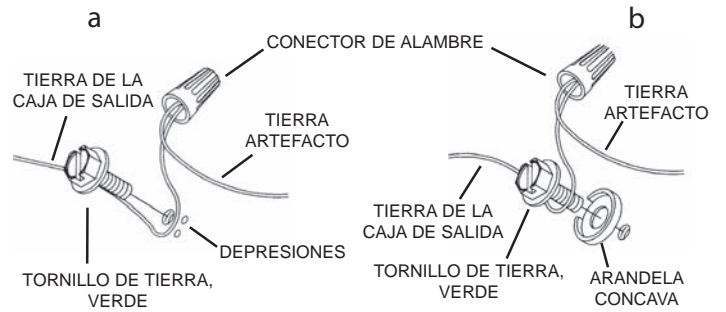 a
b
CONECTOR DE ALAMBRE
TIERRA DE LA
CAJA DE SALIDA
TIERRA
ARTEFACTO
TIERRA
ARTEFACTO
DEPRESIONES
TORNILLO DE TIERRA,
VERDE
TIERRA DE LA
CAJA DE SALIDA
TORNILLO DE TIERRA,
VERDE
ARANDELA
CONCAVA